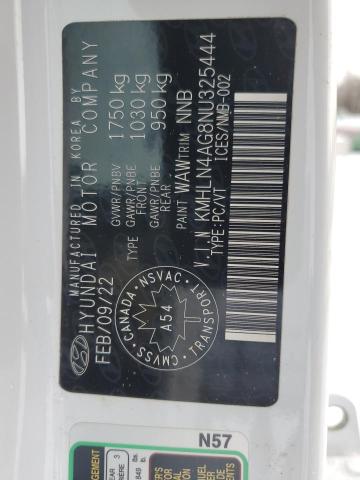 MANUFACTURED IN KOREA BY
HYUNDAI MOTOR COMPANY
FEB/09/22
GVWR/PNBV 1750 kg
TYPE GAWR/PNBE FRONT 1030 kg
GAWR/PNBE REAR 950 kg
PAINT WAW TRIM NNB
V.I.N KMHLN4AG8NU325444
TYPE:PC/VT ICES/NMB-002
CANADA NSVAC TRANSPORT CMVSS
A54
N57